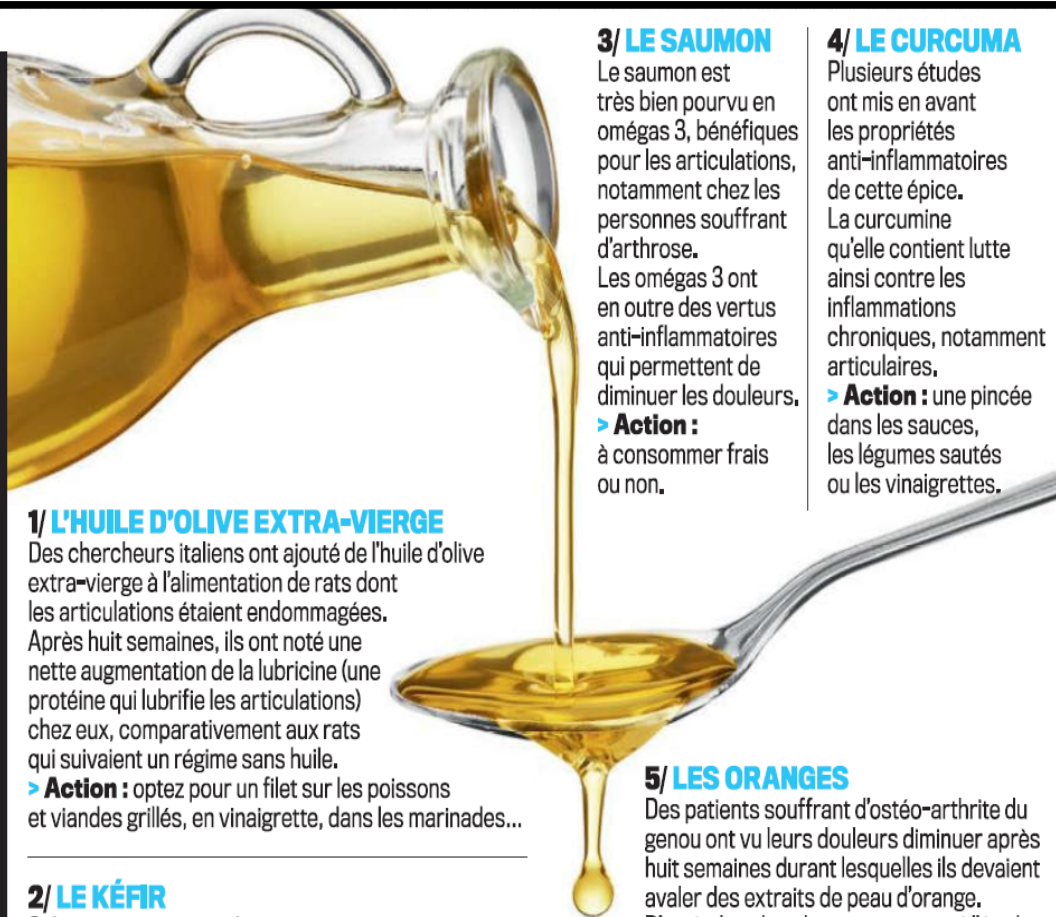 1/ L'HUILE D'OLIVE EXTRA-VIERGE
Des chercheurs italiens ont ajouté de l'huile d'olive
extra-vierge à l'alimentation de rats dont
les articulations étaient endommagées.
Après huit semaines, ils ont noté une
nette augmentation de la lubricine (une
protéine qui lubrifie les articulations)
chez eux, comparativement aux rats
qui suivaient un régime sans huile.
> Action : optez pour un filet sur les poissons
et viandes grillés, en vinaigrette, dans les marinades...
2/ LE KÉFIR
3/ LE SAUMON
Le saumon est
très bien pourvu en
omégas 3, bénéfiques
pour les articulations,
notamment chez les
personnes souffrant
d'arthrose.
Les omégas 3 ont
en outre des vertus
anti-inflammatoires
qui permettent de
diminuer les douleurs.
> Action :
à consommer frais
ou non.
4/ LE CURCUMA
Plusieurs études
ont mis en avant
les propriétés
anti-inflammatoires
de cette épice.
La curcumine
qu'elle contient lutte
ainsi contre les
inflammations
chroniques, notamment
articulaires.
> Action : une pincée
dans les sauces,
les légumes sautés
ou les vinaigrettes.
5/ LES ORANGES
Des patients souffrant d'ostéo-arthrite du
genou ont vu leurs douleurs diminuer après
huit semaines durant lesquelles ils devaient
avaler des extraits de peau d'orange.